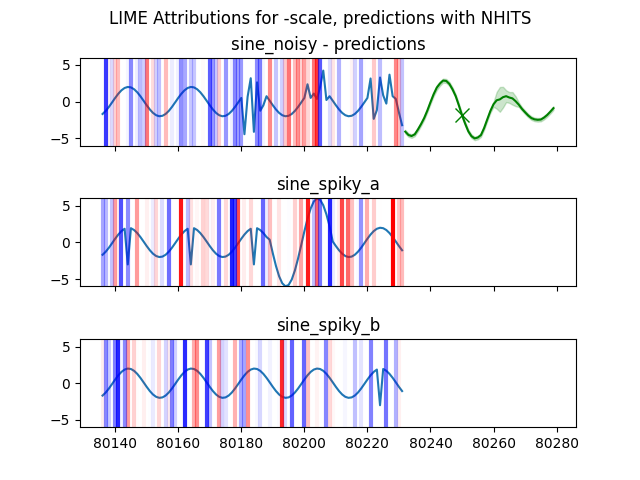 LIME Attributions for -scale, predictions with NHITS
sine_noisy - predictions
5
0
−5
sine_spiky_a
5
0
−5
sine_spiky_b
5
0
−5
80140 80160 80180 80200 80220 80240 80260 80280